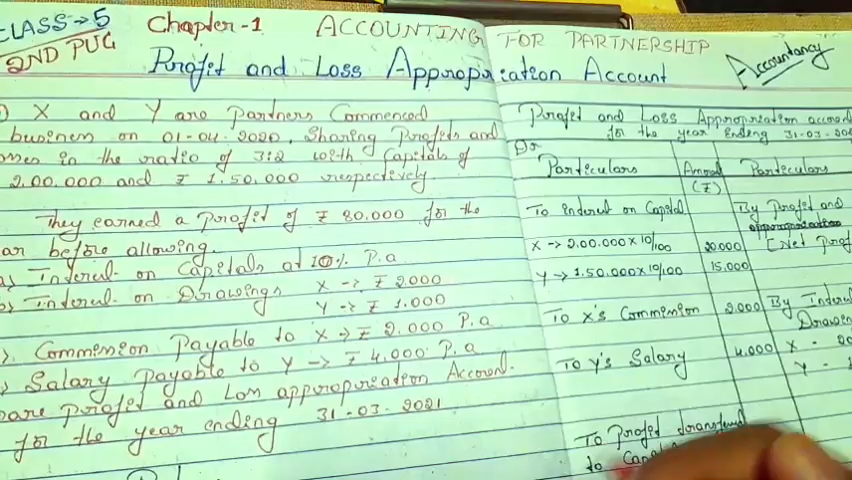 CLASS → 5
2ND PUC
Chapter-1
ACCOUNTING FOR PARTNERSHIP
Profit and Loss Appropriation Account
Accountancy
X and Y are Partners Commenced
business on 01-04-2020, Sharing Profits and
in the ratio of 3:2 with Capitals of
2,00,000 and ₹ 1,50,000 respectively.
They earned a profit of ₹ 80,000 for the
before allowing.
a) Interest on Capitals at 10% P.a
b) Interest on Drawings X → ₹ 2,000
Y → ₹ 1,000
Commission Payable to X → ₹ 2,000 P.a
Salary payable to Y → ₹ 4,000 P.a
profit and Loss appropriation Account
for the year ending 31-03-2021
Profit and Loss Appropriation account
for the year Ending 31-03-
Dr
Particulars Amount (₹) Particulars
To Interest on Capital By Profit and
X → 2,00,000 × 10/100 20,000
Y → 1,50,000 × 10/100 15,000
To X's Commission 2,000 By
To Y's Salary 4,000 X -
Y -
To Profit
to